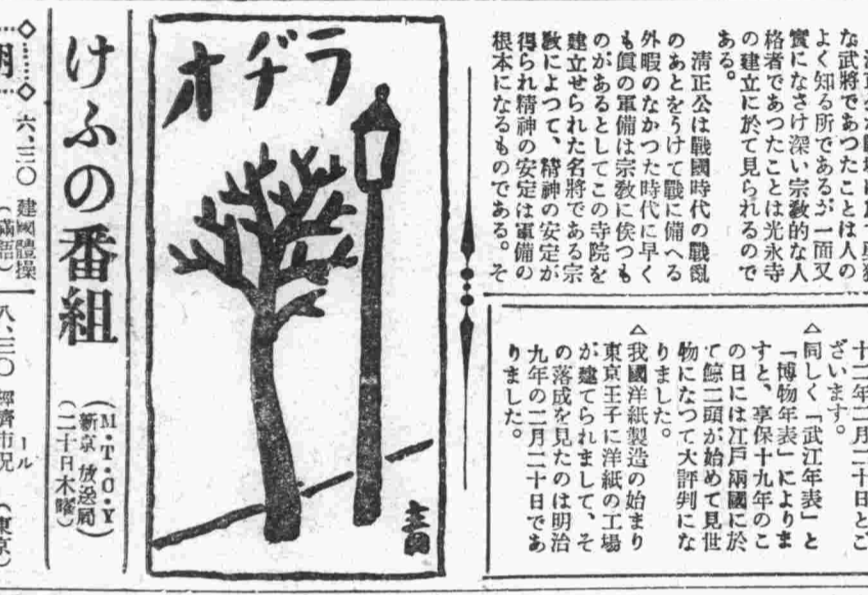 な武將であつたことは人の
よく知る所であるが一面又
實になさけ深い宗敎的な人
格者であつたことは光永寺
の建立に於て見られるので
ある。
淸正公は戰國時代の戰亂
のあとをうけて戰に備へる
外暇のなかつた時代に早く
も眞の軍備は宗敎に俟つも
のがあるとしてこの寺院を
建立せられた名將である宗
敎によつて、精神の安定が
得られ精神の安定は軍備の
根本になるものである。そ
十二年二月二十日とご
ざいます。
△同じく「武江年表」と
「博物年表」によりま
すと、享保十九年のこ
の日には江戸兩國に於
て鯨二頭が始めて見世
物になつて大評判にな
りました。
△我國洋紙製造の始まり
東京王子に洋紙の工場
が建てられまして、そ
の落成を見たのは明治
九年の二月二十日であ
りました。
ラヂオ
けふの番組
(M・T・C・Y
新京放送局)
(二十日木曜)
六、三〇 建國體操
(滿語)
八、三〇 經濟市況
(東京)